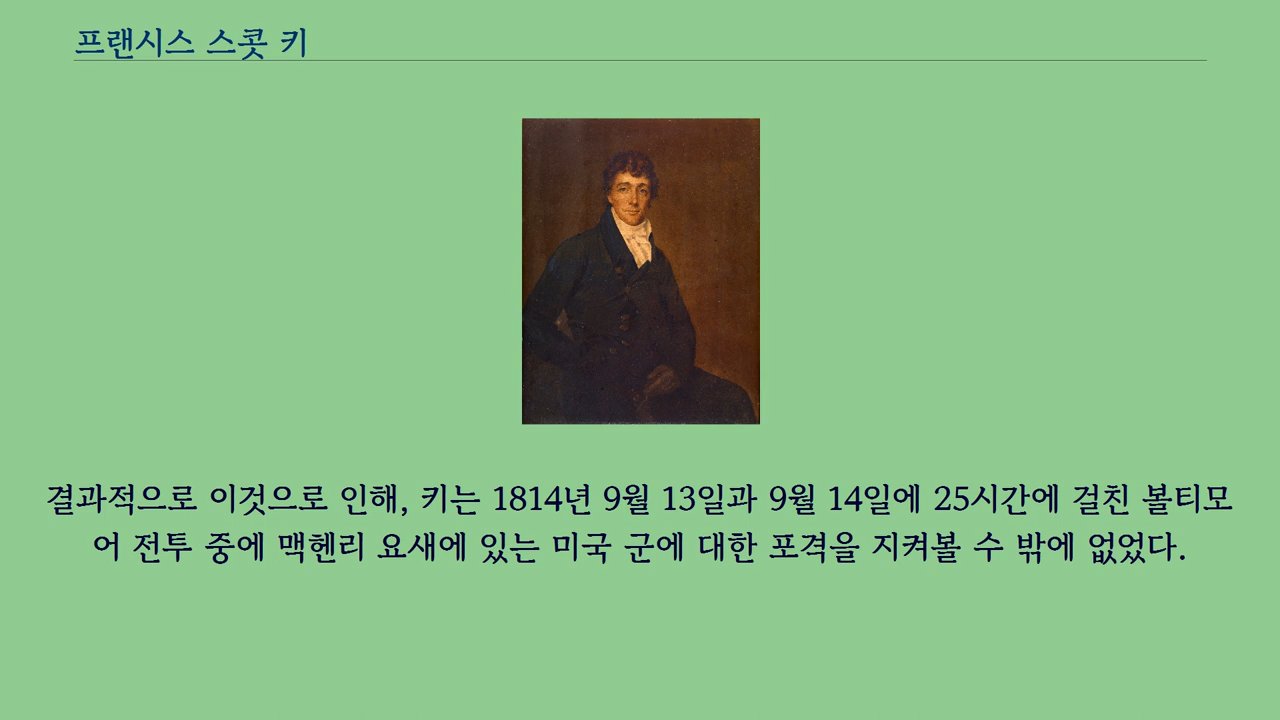 프랜시스 스콧 키
결과적으로 이것으로 인해, 키는 1814년 9월 13일과 9월 14일에 25시간에 걸친 볼티모
어 전투 중에 맥헨리 요새에 있는 미국 군에 대한 포격을 지켜볼 수 밖에 없었다.